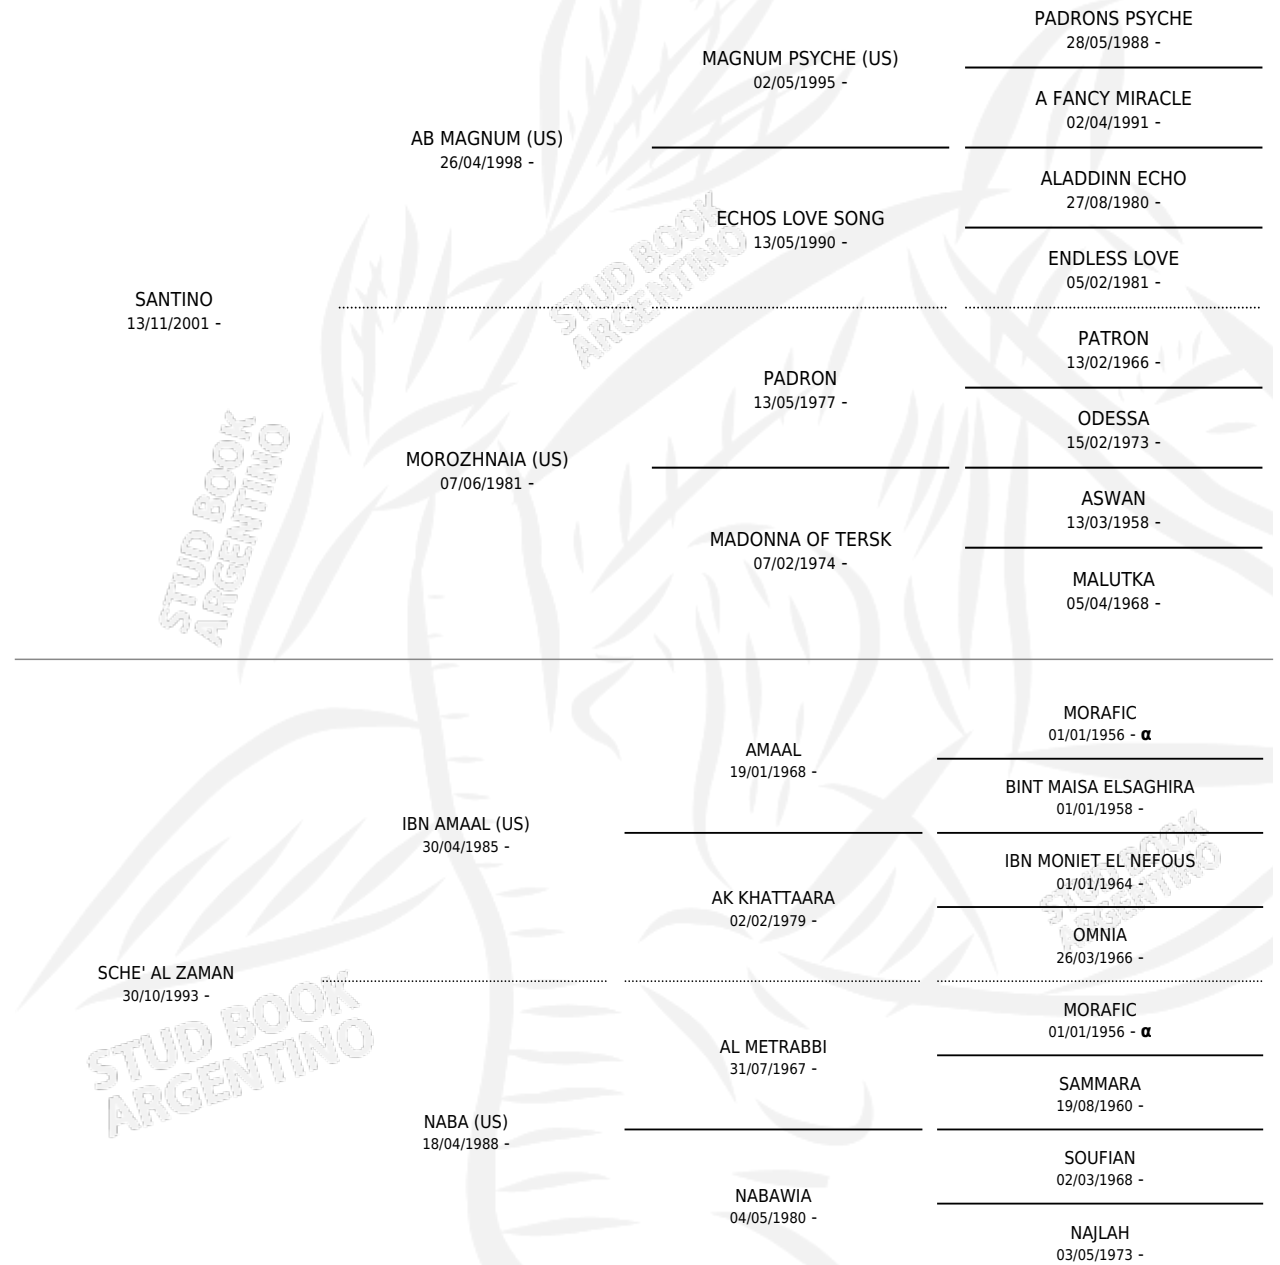 PADRONS PSYCHE
28/05/1988 -
MAGNUM PSYCHE (US)
02/05/1995 -
A FANCY MIRACLE
02/04/1991 -
AB MAGNUM (US)
26/04/1998 -
ALADDINN ECHO
27/08/1980 -
ECHOS LOVE SONG
13/05/1990 -
ENDLESS LOVE
05/02/1981 -
STUD BOOK
ARGENTINO
SANTINO
13/11/2001 -
PATRON
13/02/1966 -
PADRON
13/05/1977 -
ODESSA
15/02/1973 -
MOROZHNAIA (US)
07/06/1981 -
ASWAN
13/03/1958 -
MADONNA OF TERSK
07/02/1974 -
MALUTKA
05/04/1968 -
STUD BOOK
ARGENTINO
MORAFIC
01/01/1956 - α
AMAAL
19/01/1968 -
BINT MAISA ELSAGHIRA
01/01/1958 -
IBN AMAAL (US)
30/04/1985 -
IBN MONIET EL NEFOUS
01/01/1964 -
AK KHATTAARA
02/02/1979 -
OMNIA
26/03/1966 -
STUD BOOK
ARGENTINO
SCHE' AL ZAMAN
30/10/1993 -
MORAFIC
01/01/1956 - α
AL METRABBI
31/07/1967 -
SAMMARA
19/08/1960 -
NABA (US)
18/04/1988 -
SOUFIAN
02/03/1968 -
NABAWIA
04/05/1980 -
NAJLAH
03/05/1973 -
STUD BOOK
ARGENTINO